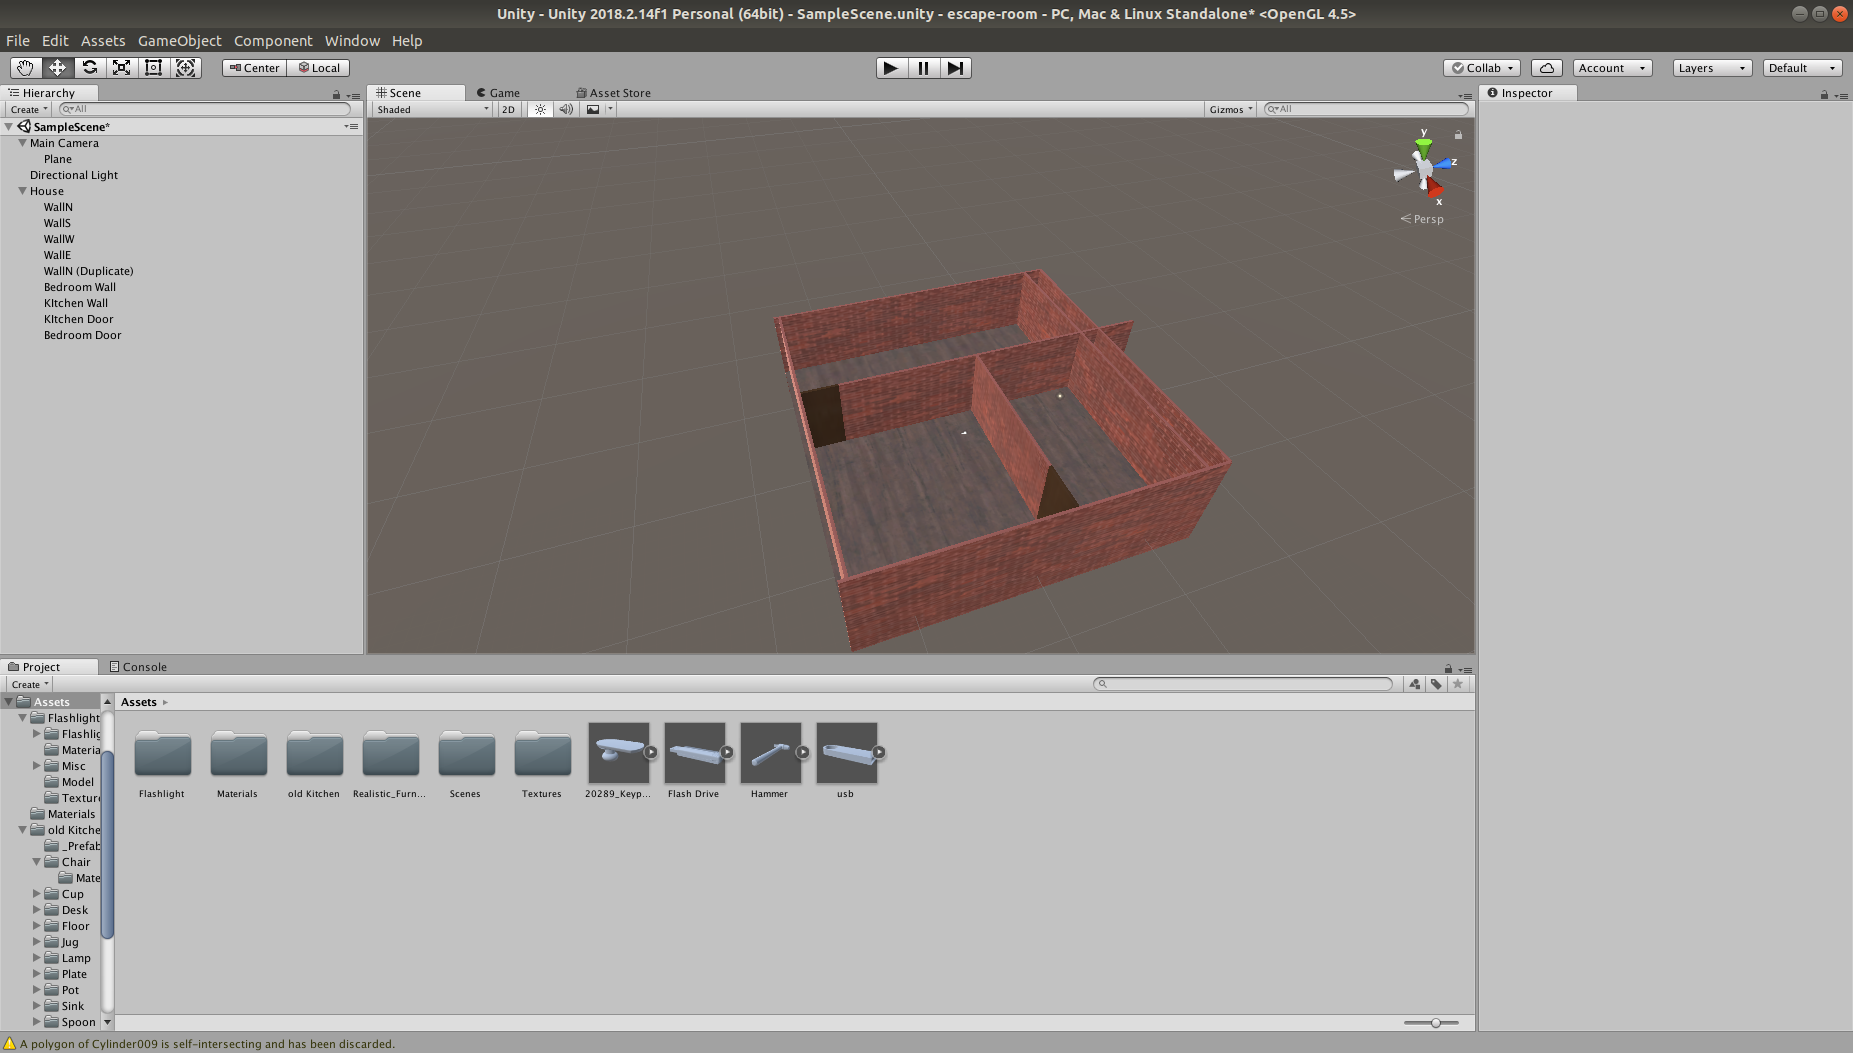 Unity - Unity 2018.2.14f1 Personal (64bit) - SampleScene.unity - escape-room - PC, Mac & Linux Standalone* <OpenGL 4.5>
File Edit Assets GameObject Component Window Help
Center Local Collab Account Layers Default
Hierarchy
Create All
SampleScene*
Main Camera
Plane
Directional Light
House
WallN
WallS
WallW
WallE
WallN (Duplicate)
Bedroom Wall
KItchen Wall
KItchen Door
Bedroom Door
Scene Game Asset Store
Shaded 2D Gizmos All
y
z
x
Persp
Inspector
Project Console
Create
Assets
Flashlight
Flashlig
Materia
Misc
Model
Texture
Materials
old Kitche
_Prefab
Chair
Mate
Cup
Desk
Floor
Jug
Lamp
Plate
Pot
Sink
Spoon
Assets
Flashlight Materials old Kitchen Realistic_Furn... Scenes Textures 20289_Keyp... Flash Drive Hammer usb
A polygon of Cylinder009 is self-intersecting and has been discarded.